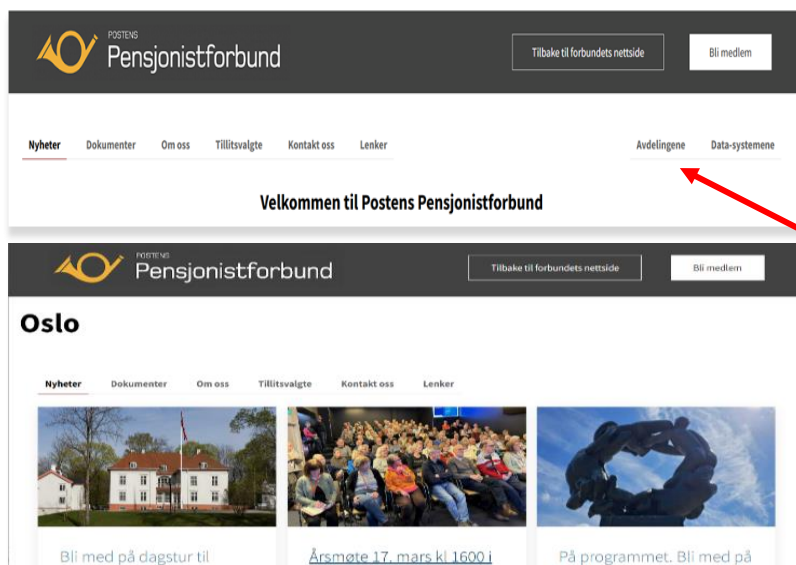 POSTENS
Pensjonistforbund
Tilbake til forbundets nettside
Bli medlem
Nyheter Dokumenter Om oss Tillitsvalgte Kontakt oss Lenker Avdelingene Data-systemene
Velkommen til Postens Pensjonistforbund
POSTENS
Pensjonistforbund
Tilbake til forbundets nettside
Bli medlem
Oslo
Nyheter Dokumenter Om oss Tillitsvalgte Kontakt oss Lenker
Bli med på dagstur til
Årsmøte 17. mars kl 1600 i
På programmet. Bli med på